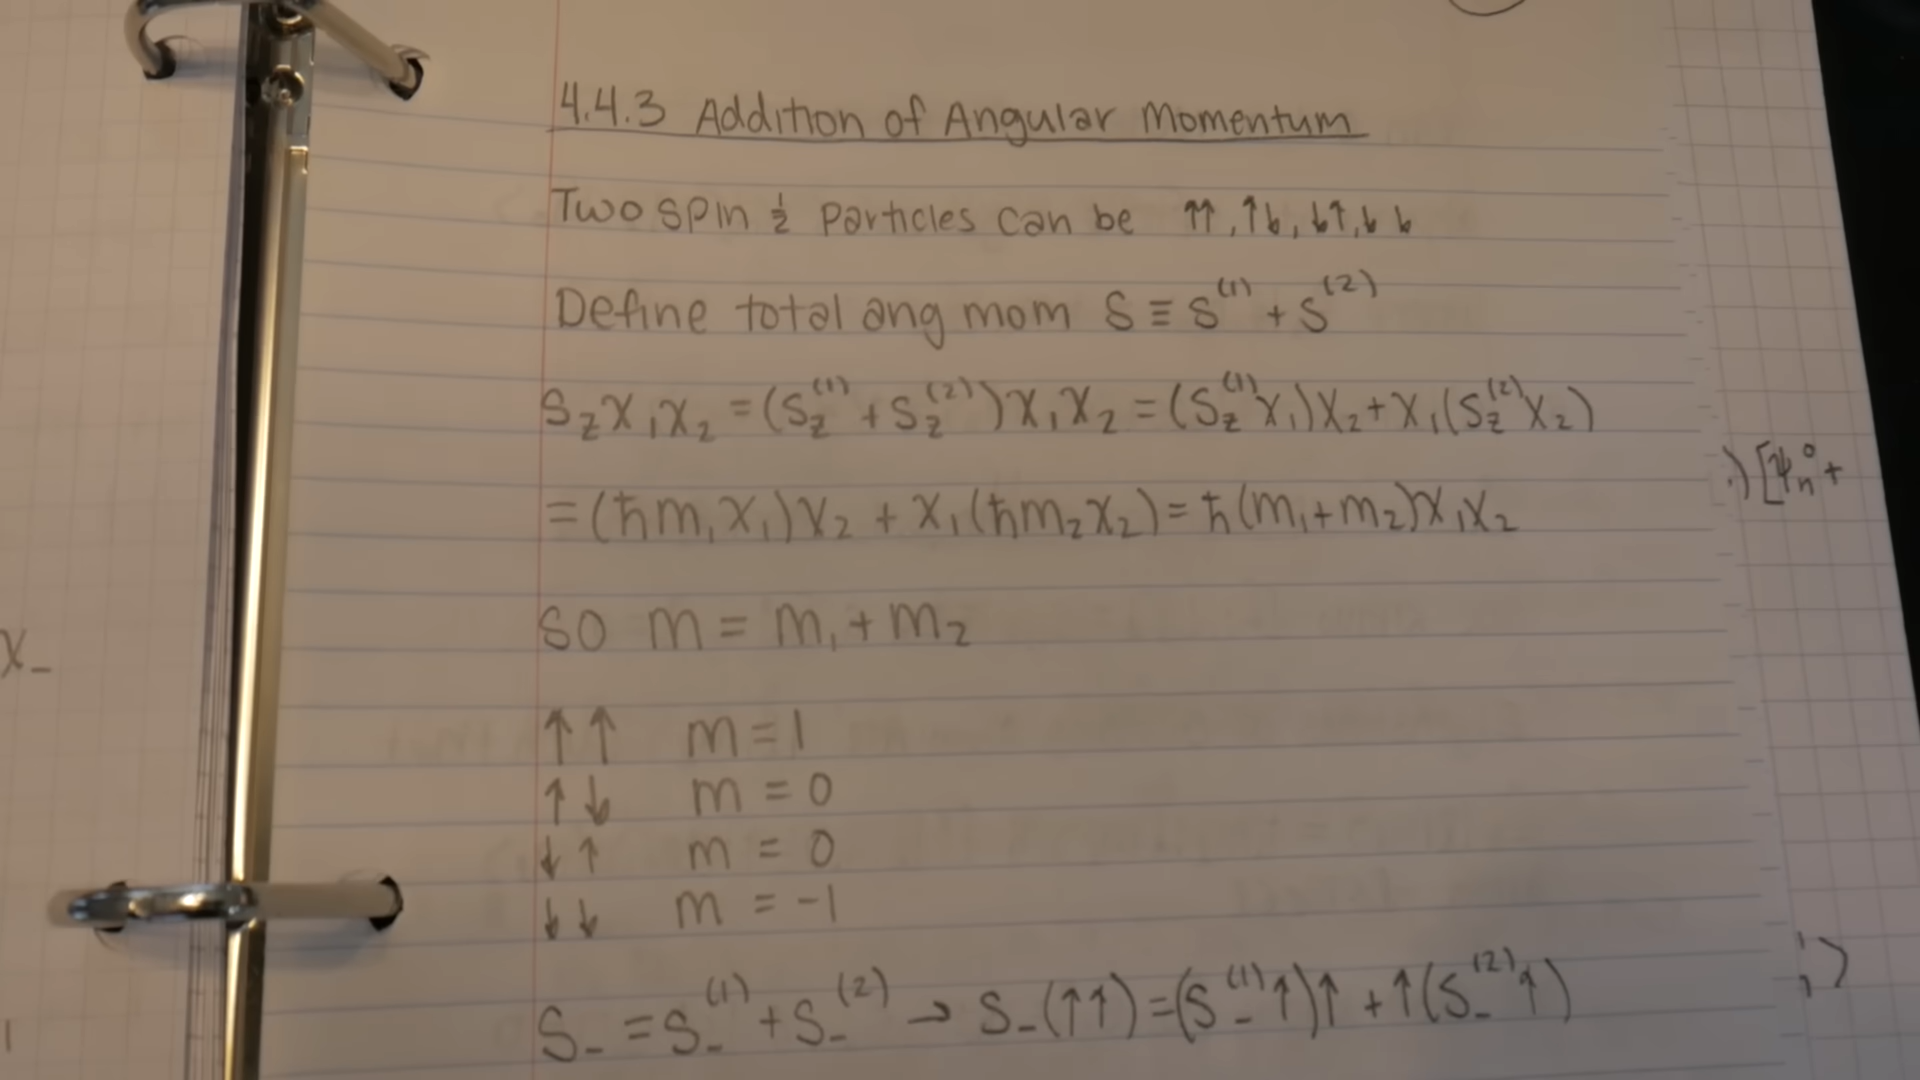 4.4.3 Addition of Angular Momentum
Two spin ½ particles can be ↑↑, ↑↓, ↓↑, ↓↓
Define total ang mom S ≡ S⁽¹⁾ + S⁽²⁾
S_z χ₁χ₂ = (S_z⁽¹⁾ + S_z⁽²⁾)χ₁χ₂ = (S_z⁽¹⁾χ₁)χ₂ + χ₁(S_z⁽²⁾χ₂)
= (ħm₁χ₁)χ₂ + χ₁(ħm₂χ₂) = ħ(m₁+m₂)χ₁χ₂
so m = m₁ + m₂
↑↑ m = 1
↑↓ m = 0
↓↑ m = 0
↓↓ m = -1
S₋ = S₋⁽¹⁾ + S₋⁽²⁾ → S₋(↑↑) = (S₋⁽¹⁾↑)↑ + ↑(S₋⁽²⁾↑)
χ₋
)[ψₙ⁰ +